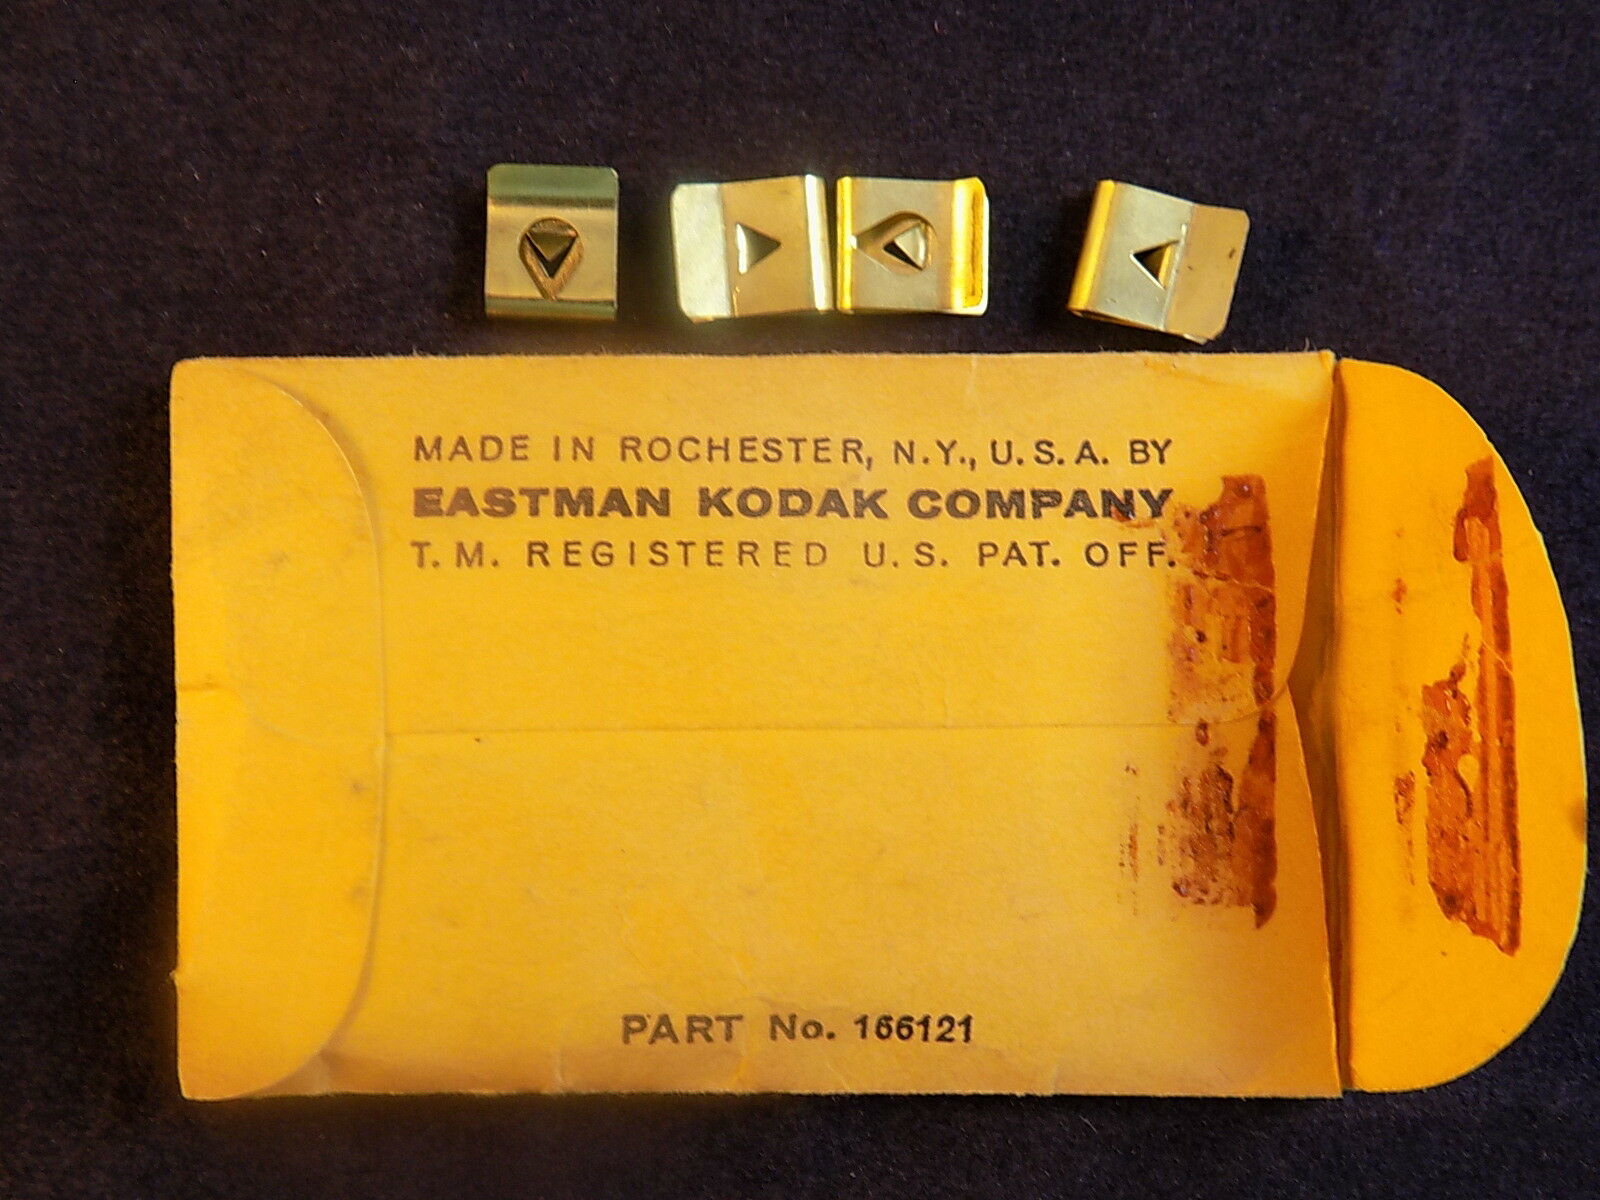 MADE IN ROCHESTER, N.Y., U.S.A. BY
EASTMAN KODAK COMPANY
T.M. REGISTERED U.S. PAT. OFF.
PART No. 166121